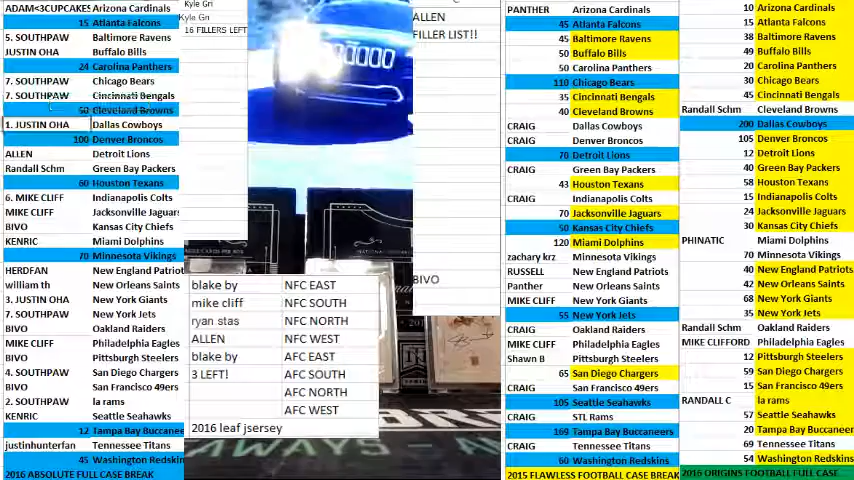 ADAM<3CUPCAKES Arizona Cardinals
15 Atlanta Falcons
5. SOUTHPAW Baltimore Ravens
JUSTIN OHA Buffalo Bills
24 Carolina Panthers
7. SOUTHPAW Chicago Bears
7. SOUTHPAW Cincinnati Bengals
50 Cleveland Browns
1. JUSTIN OHA Dallas Cowboys
100 Denver Broncos
ALLEN Detroit Lions
Randall Schm Green Bay Packers
60 Houston Texans
6. MIKE CLIFF Indianapolis Colts
MIKE CLIFF Jacksonville Jaguars
BIVO Kansas City Chiefs
KENRIC Miami Dolphins
70 Minnesota Vikings
HERDFAN New England Patriot
william th New Orleans Saints
3. JUSTIN OHA New York Giants
7. SOUTHPAW New York Jets
BIVO Oakland Raiders
MIKE CLIFF Philadelphia Eagles
BIVO Pittsburgh Steelers
4. SOUTHPAW San Diego Chargers
BIVO San Francisco 49ers
2. SOUTHPAW la rams
KENRIC Seattle Seahawks
12 Tampa Bay Buccanee
justinhunterfan Tennessee Titans
45 Washington Redskin
2016 ABSOLUTE FULL CASE BREAK
Kyle Gri
Kyle Gri
16 FILLERS LEFT
ALLEN
FILLER LIST!!
BIVO
blake by NFC EAST
mike cliff NFC SOUTH
ryan stas NFC NORTH
ALLEN NFC WEST
blake by AFC EAST
3 LEFT! AFC SOUTH
AFC NORTH
AFC WEST
2016 leaf jsersey
PANTHER Arizona Cardinals
45 Atlanta Falcons
45 Baltimore Ravens
50 Buffalo Bills
50 Carolina Panthers
110 Chicago Bears
35 Cincinnati Bengals
40 Cleveland Browns
CRAIG Dallas Cowboys
CRAIG Denver Broncos
70 Detroit Lions
CRAIG Green Bay Packers
43 Houston Texans
CRAIG Indianapolis Colts
70 Jacksonville Jaguars
50 Kansas City Chiefs
120 Miami Dolphins
zachary krz Minnesota Vikings
RUSSELL New England Patriots
Panther New Orleans Saints
MIKE CLIFF New York Giants
55 New York Jets
CRAIG Oakland Raiders
MIKE CLIFF Philadelphia Eagles
Shawn B Pittsburgh Steelers
65 San Diego Chargers
CRAIG San Francisco 49ers
105 Seattle Seahawks
CRAIG STL Rams
169 Tampa Bay Buccaneers
CRAIG Tennessee Titans
60 Washington Redskins
2015 FLAWLESS FOOTBALL CASE BREAK
10 Arizona Cardinals
15 Atlanta Falcons
38 Baltimore Ravens
49 Buffalo Bills
20 Carolina Panthers
30 Chicago Bears
45 Cincinnati Bengals
Randall Schm Cleveland Browns
200 Dallas Cowboys
105 Denver Broncos
12 Detroit Lions
40 Green Bay Packers
58 Houston Texans
15 Indianapolis Colts
24 Jacksonville Jaguars
30 Kansas City Chiefs
PHINATIC Miami Dolphins
70 Minnesota Vikings
40 New England Patriots
42 New Orleans Saints
68 New York Giants
35 New York Jets
Randall Schm Oakland Raiders
MIKE CLIFFORD Philadelphia Eagles
12 Pittsburgh Steelers
59 San Diego Chargers
15 San Francisco 49ers
RANDALL C la rams
57 Seattle Seahawks
20 Tampa Bay Buccaneer
69 Tennessee Titans
54 Washington Redskins
2016 ORIGINS FOOTBALL FULL CASE